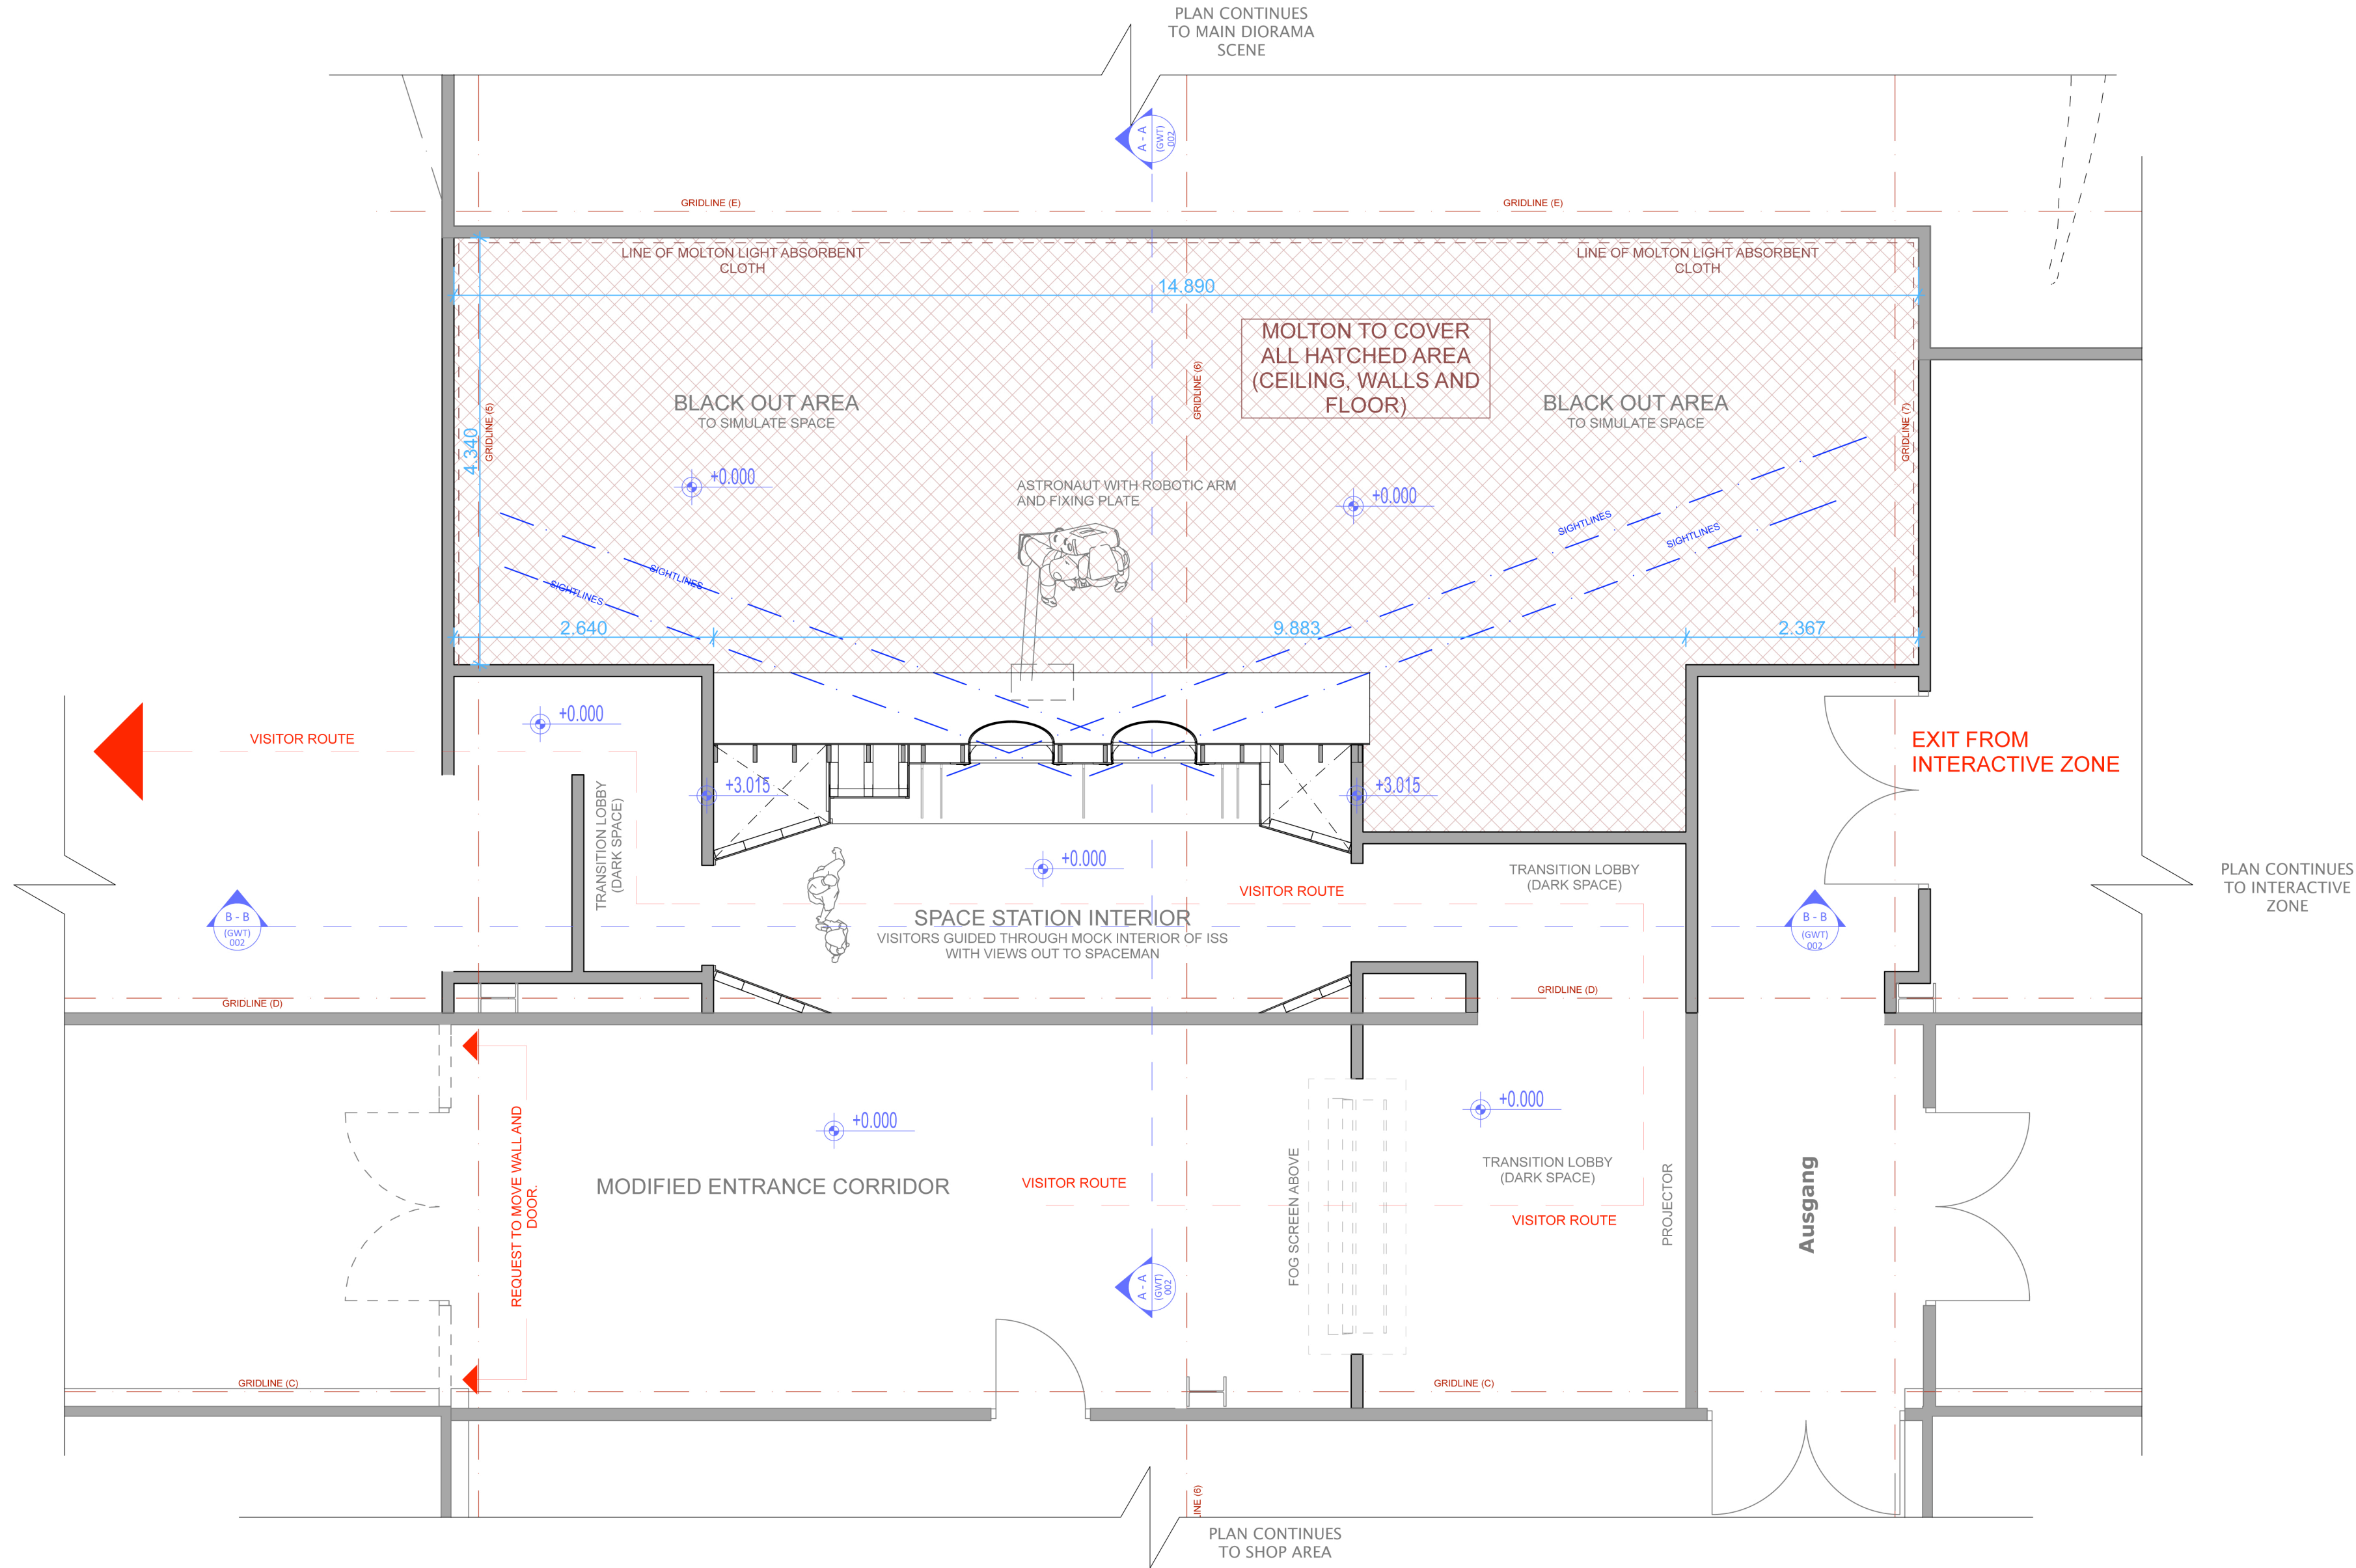 PLAN CONTINUES
TO MAIN DIORAMA
SCENE
A - A
(GWT)
002
GRIDLINE (E)
GRIDLINE (E)
LINE OF MOLTON LIGHT ABSORBENT
CLOTH
LINE OF MOLTON LIGHT ABSORBENT
CLOTH
14.890
MOLTON TO COVER
ALL HATCHED AREA
(CEILING, WALLS AND
FLOOR)
GRIDLINE (6)
BLACK OUT AREA
TO SIMULATE SPACE
BLACK OUT AREA
TO SIMULATE SPACE
GRIDLINE (5)
GRIDLINE (7)
4.340
+0.000
ASTRONAUT WITH ROBOTIC ARM
AND FIXING PLATE
+0.000
SIGHTLINES
SIGHTLINES
SIGHTLINES
SIGHTLINES
2.640
9.883
2.367
+0.000
VISITOR ROUTE
EXIT FROM
INTERACTIVE ZONE
+3.015
+3.015
TRANSITION LOBBY
(DARK SPACE)
+0.000
TRANSITION LOBBY
(DARK SPACE)
PLAN CONTINUES
TO INTERACTIVE
ZONE
VISITOR ROUTE
B - B
(GWT)
002
SPACE STATION INTERIOR
VISITORS GUIDED THROUGH MOCK INTERIOR OF ISS
WITH VIEWS OUT TO SPACEMAN
B - B
(GWT)
002
GRIDLINE (D)
GRIDLINE (D)
+0.000
+0.000
REQUEST TO MOVE WALL AND
DOOR.
MODIFIED ENTRANCE CORRIDOR
VISITOR ROUTE
FOG SCREEN ABOVE
TRANSITION LOBBY
(DARK SPACE)
VISITOR ROUTE
PROJECTOR
Ausgang
A - A
(GWT)
002
GRIDLINE (C)
GRIDLINE (C)
LINE (6)
PLAN CONTINUES
TO SHOP AREA